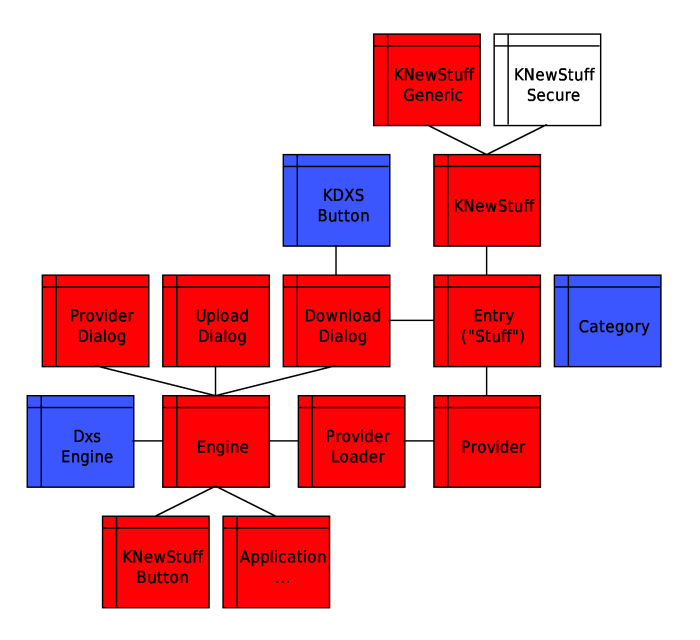 KNewStuff
Generic
KNewStuff
Secure
KDXS
Button
KNewStuff
Provider
Dialog
Upload
Dialog
Download
Dialog
Entry
("Stuff")
Category
Dxs
Engine
Engine
Provider
Loader
Provider
KNewStuff
Button
Application
...